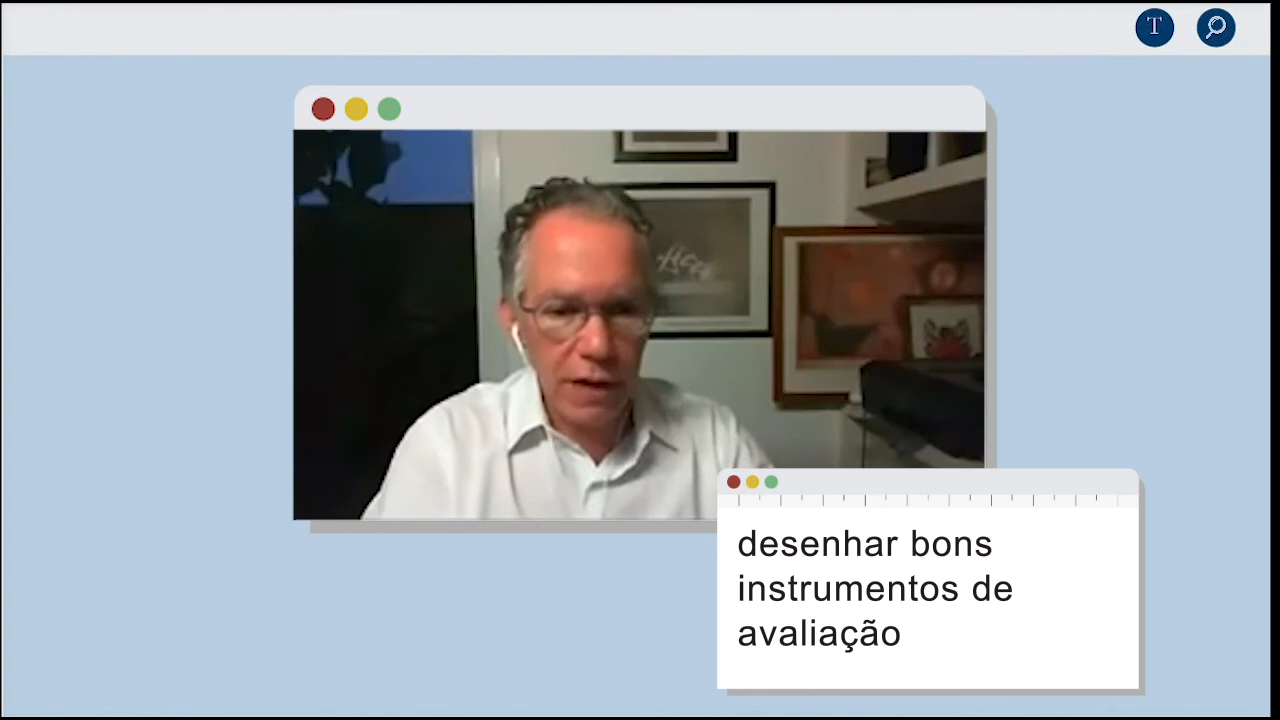 T
desenhar bons
instrumentos de
avaliação